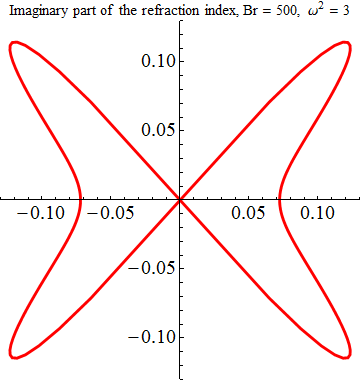 Imaginary part of the refraction index, Br = 500, ω² = 3
0.10
0.05
−0.10 −0.05 0.05 0.10
−0.05
−0.10